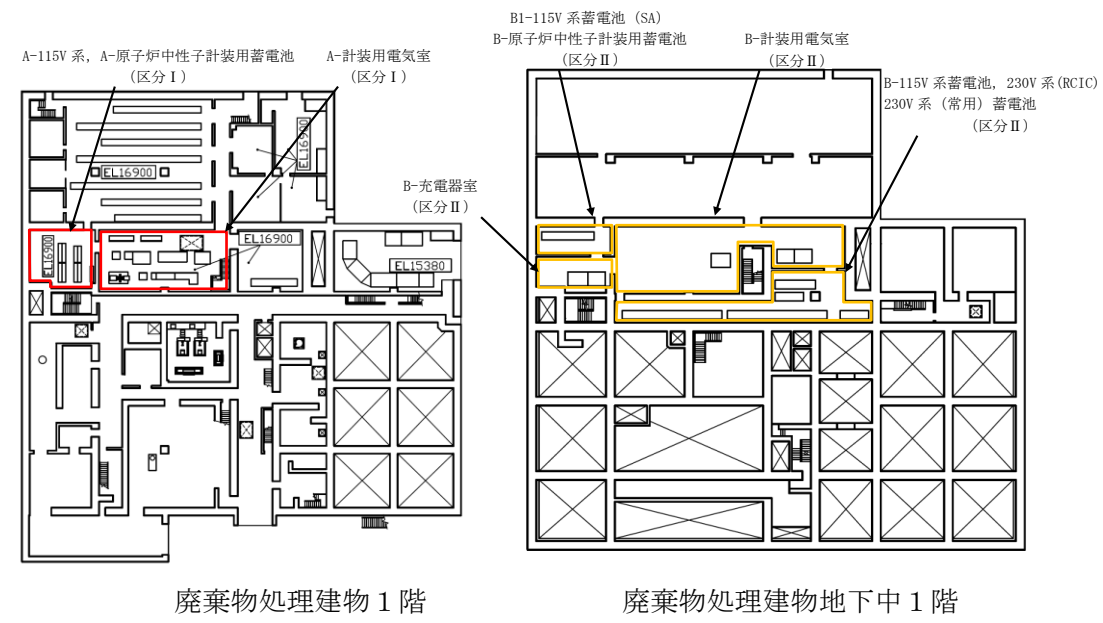 A-115V 系, A-原子炉中性子計装用蓄電池
(区分Ⅰ)
A-計装用電気室
(区分Ⅰ)
EL16900
EL16900
EL16900
EL16900
EL15380
廃棄物処理建物1階
B1-115V 系蓄電池 (SA)
B-原子炉中性子計装用蓄電池
(区分Ⅱ)
B-計装用電気室
(区分Ⅱ)
B-115V 系蓄電池, 230V 系(RCIC)
230V 系 (常用) 蓄電池
(区分Ⅱ)
B-充電器室
(区分Ⅱ)
廃棄物処理建物地下中1階